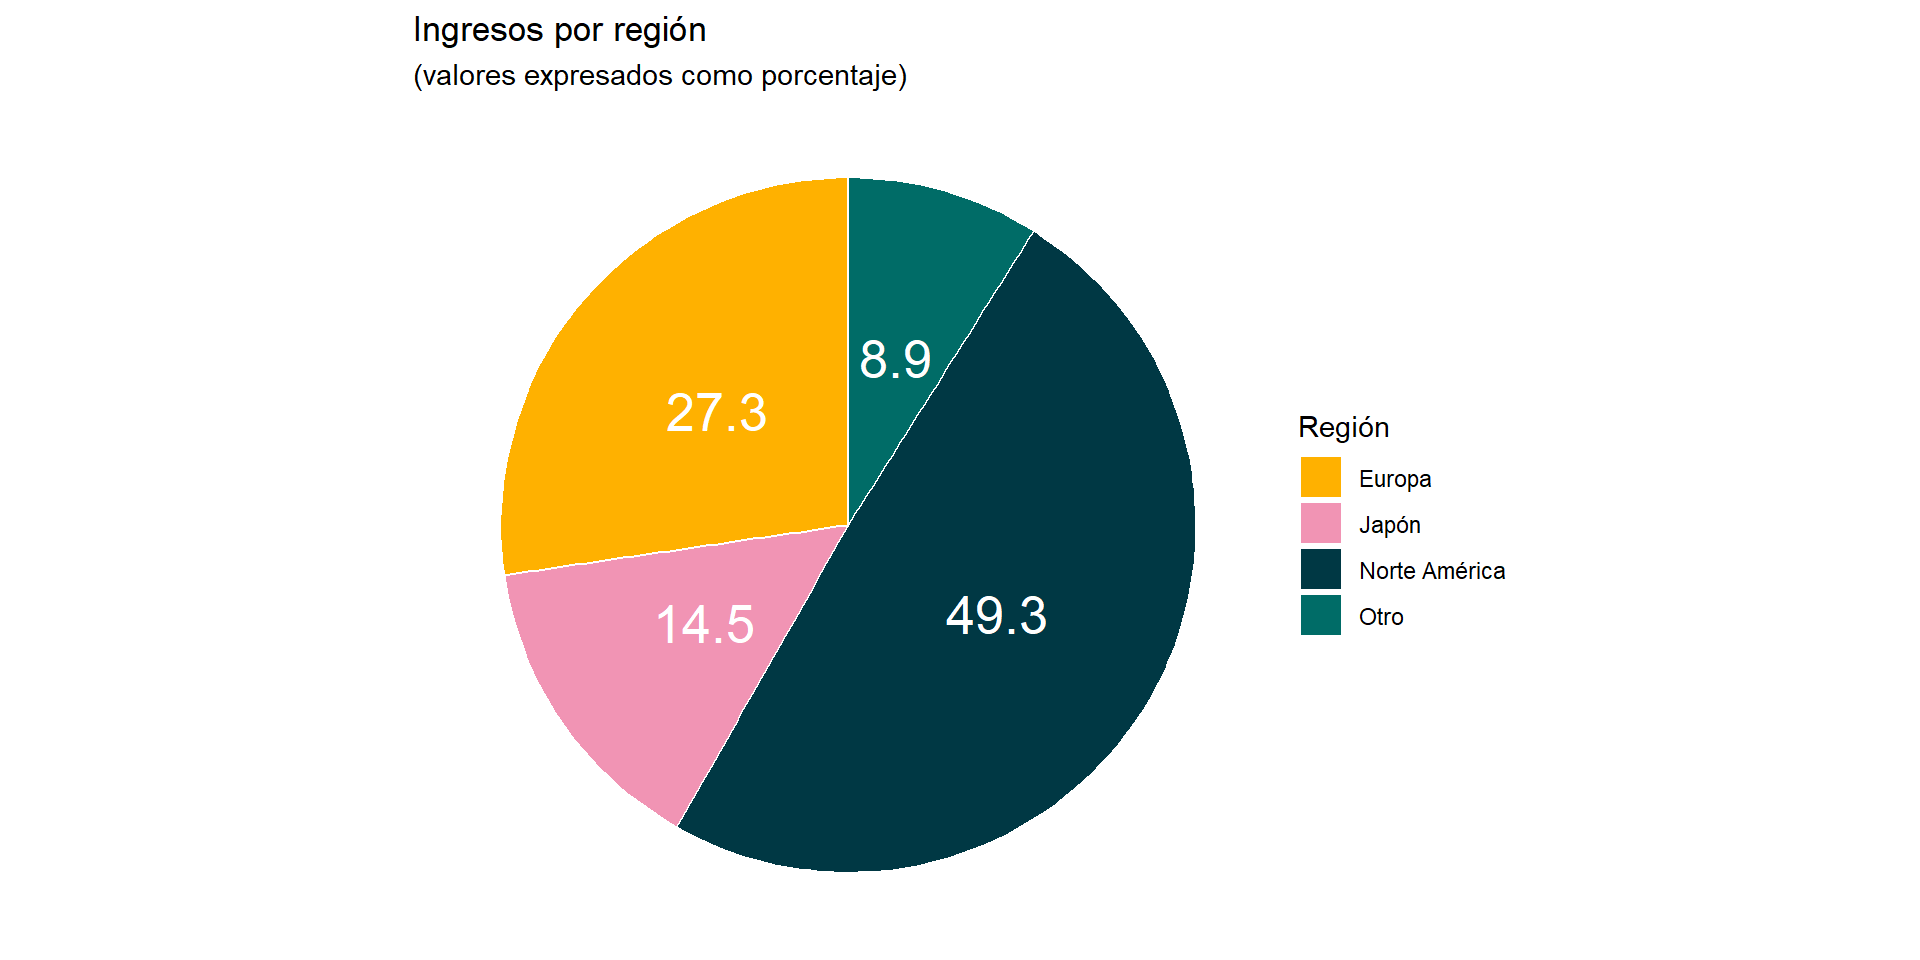 Ingresos por región
(valores expresados como porcentaje)
8.9
27.3
49.3
14.5
Región
Europa
Japón
Norte América
Otro